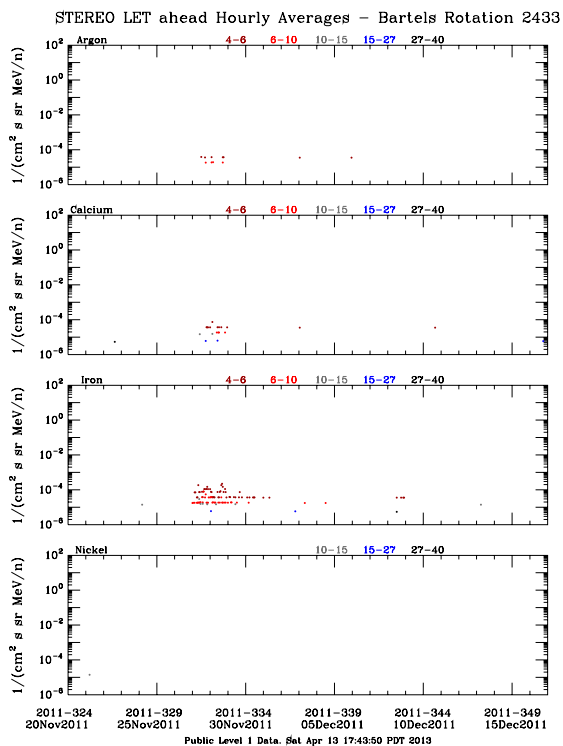 STEREO LET ahead Hourly Averages - Bartels Rotation 2433
Argon 4-6 6-10 10-15 15-27 27-40
10^2
10^0
10^-2
10^-4
10^-6
1/(cm^2 s sr MeV/n)
Calcium 4-6 6-10 10-15 15-27 27-40
10^2
10^0
10^-2
10^-4
10^-6
1/(cm^2 s sr MeV/n)
Iron 4-6 6-10 10-15 15-27 27-40
10^2
10^0
10^-2
10^-4
10^-6
1/(cm^2 s sr MeV/n)
Nickel 10-15 15-27 27-40
10^2
10^0
10^-2
10^-4
10^-6
1/(cm^2 s sr MeV/n)
2011-324 2011-329 2011-334 2011-339 2011-344 2011-349
20Nov2011 25Nov2011 30Nov2011 05Dec2011 10Dec2011 15Dec2011
Public Level 1 Data. Sat Apr 13 17:43:50 PDT 2013